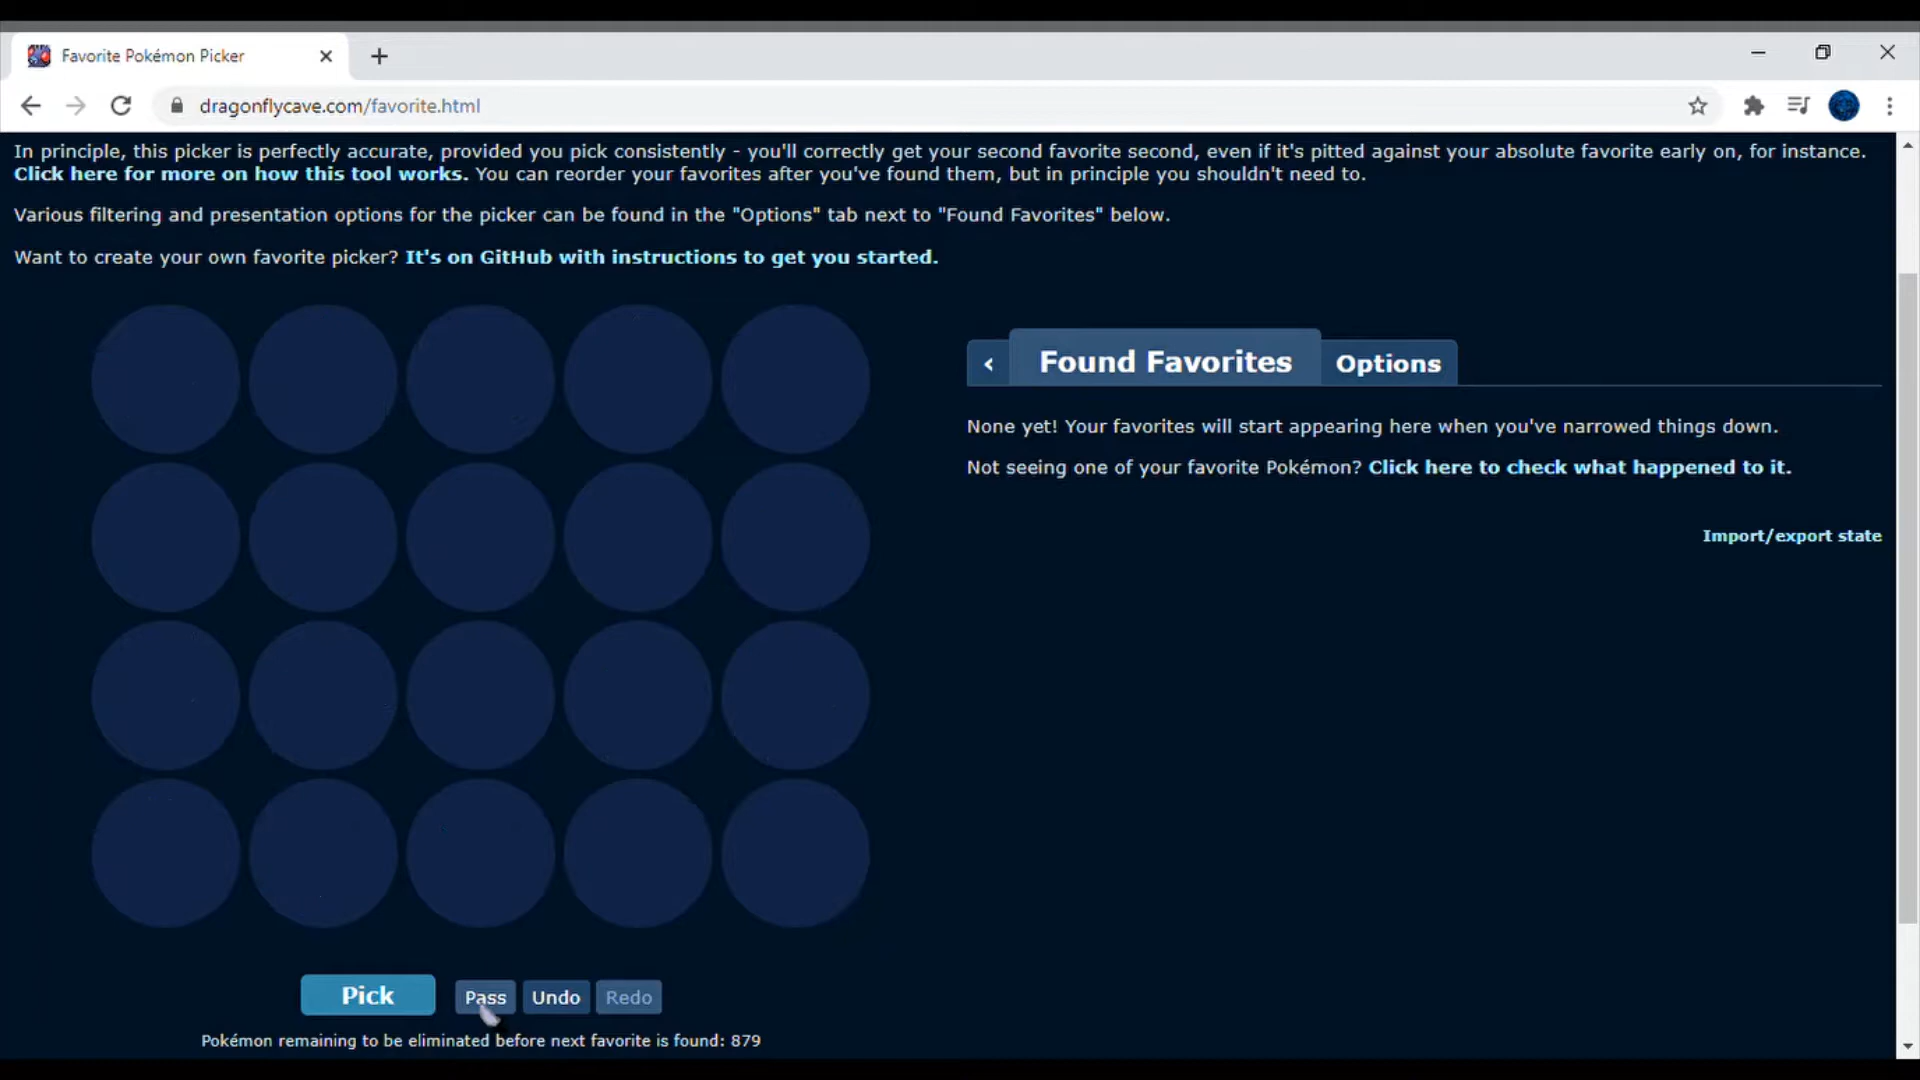 Favorite Pokémon Picker
dragonflycave.com/favorite.html
In principle, this picker is perfectly accurate, provided you pick consistently - you'll correctly get your second favorite second, even if it's pitted against your absolute favorite early on, for instance.
Click here for more on how this tool works. You can reorder your favorites after you've found them, but in principle you shouldn't need to.
Various filtering and presentation options for the picker can be found in the "Options" tab next to "Found Favorites" below.
Want to create your own favorite picker? It's on GitHub with instructions to get you started.
‹ Found Favorites Options
None yet! Your favorites will start appearing here when you've narrowed things down.
Not seeing one of your favorite Pokémon? Click here to check what happened to it.
Import/export state
Pick Pass Undo Redo
Pokémon remaining to be eliminated before next favorite is found: 879